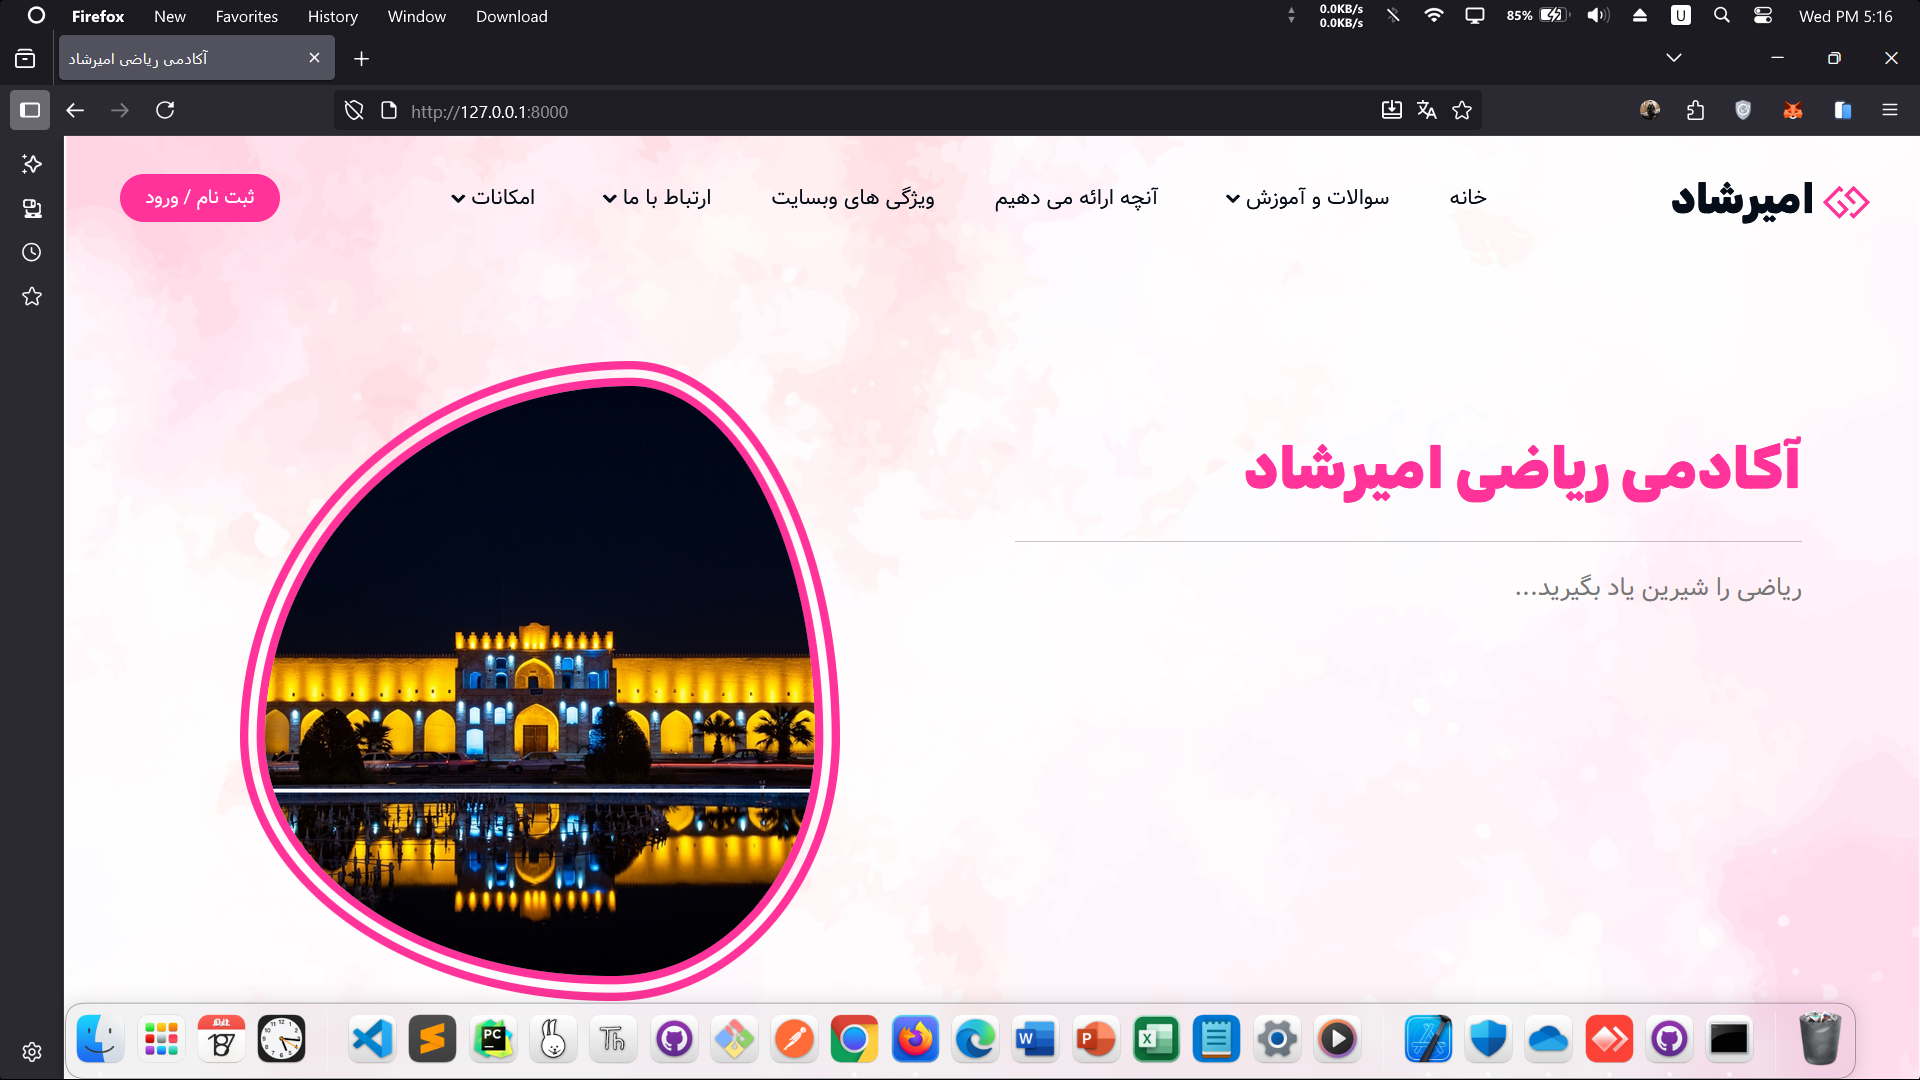 Firefox New Favorites History Window Download
0.0KB/s
0.0KB/s
85%
U
Wed PM 5:16
آکادمی ریاضی امیرشاد
http://127.0.0.1:8000
امیرشاد
خانه
سوالات و آموزش
آنچه ارائه می دهیم
ویژگی های وبسایت
ارتباط با ما
امکانات
ثبت نام / ورود
آکادمی ریاضی امیرشاد
ریاضی را شیرین یاد بگیرید...
PC
Th
W
P
X